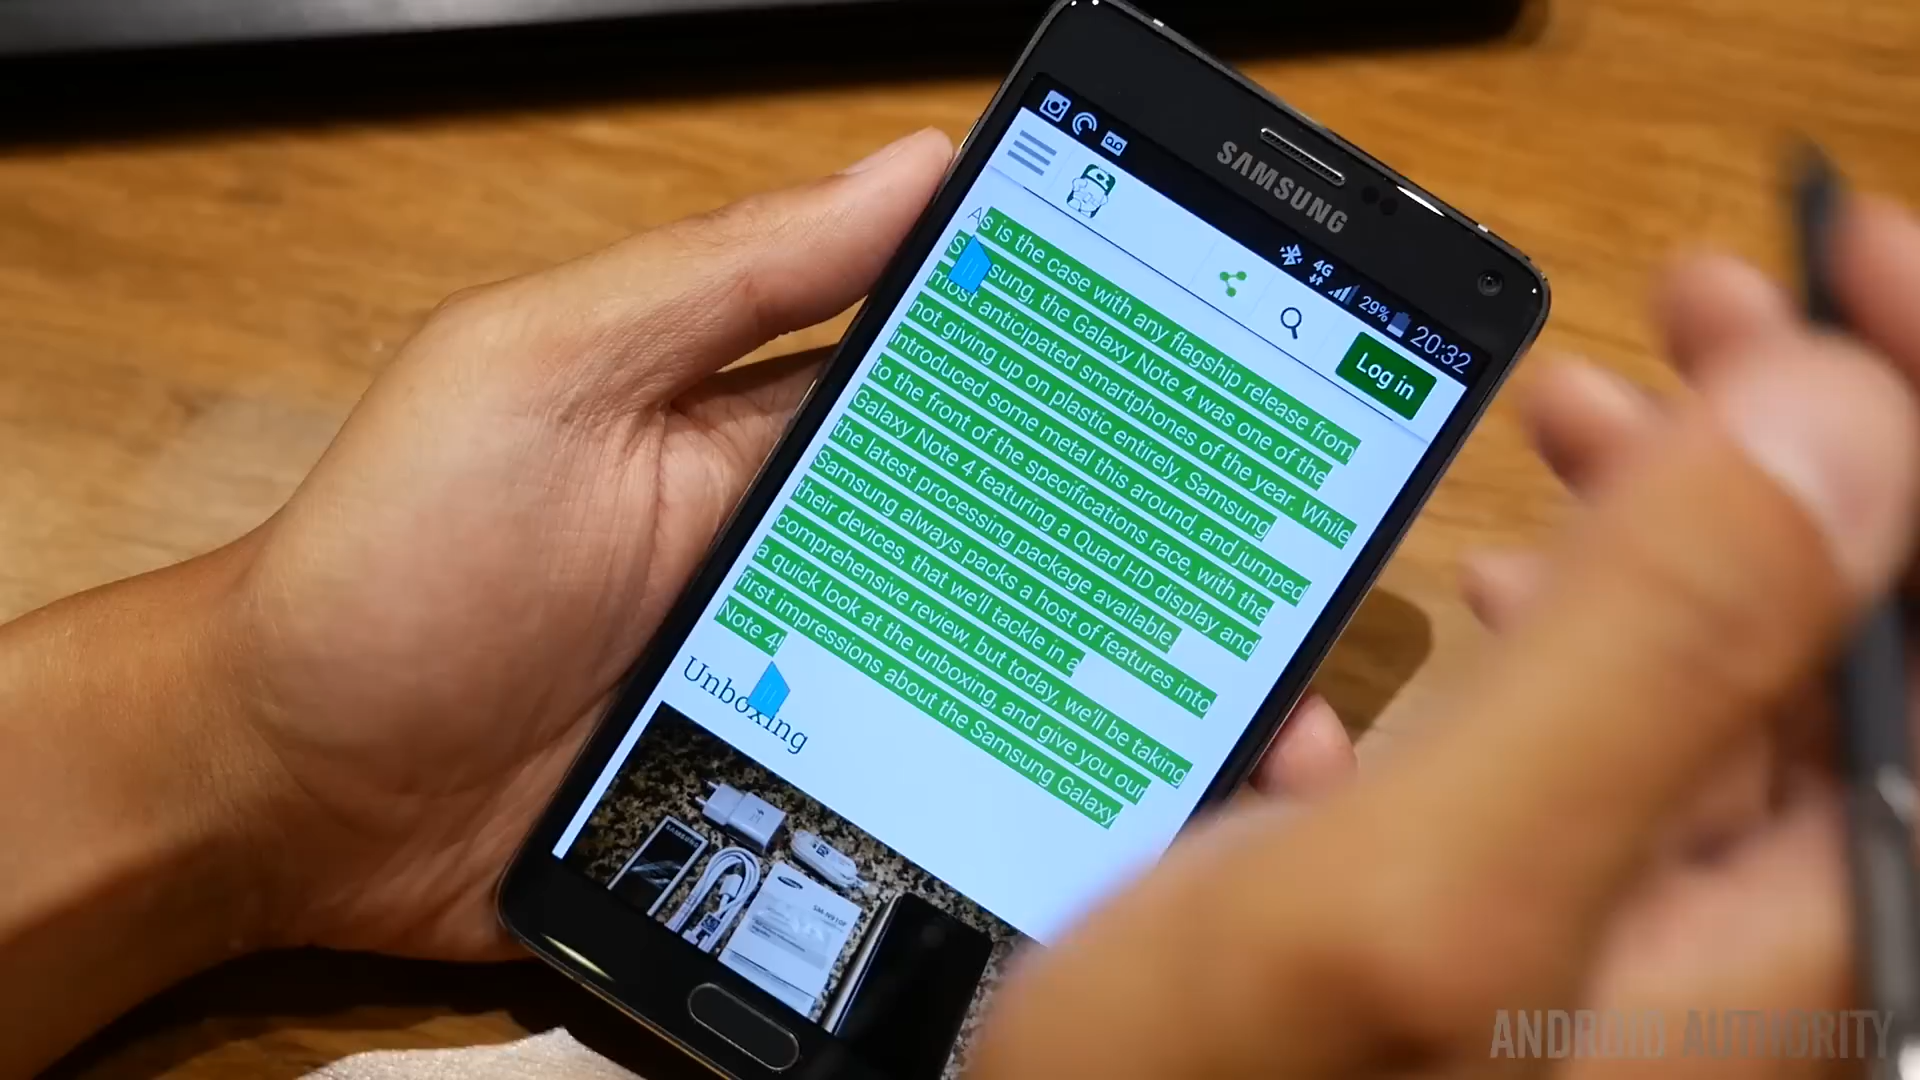 SAMSUNG
4G
29%
20:32
Log in
As is the case with any flagship release from
S sung, the Galaxy Note 4 was one of the
most anticipated smartphones of the year. While
not giving up on plastic entirely, Samsung
introduced some metal this around, and jumped
to the front of the specifications race, with the
Galaxy Note 4 featuring a Quad HD display and
the latest processing package available.
Samsung always packs a host of features into
their devices, that we'll tackle in a
comprehensive review, but today, we'll be taking
a quick look at the unboxing, and give you our
first impressions about the Samsung Galaxy
Note 4!
Unboxing
SAMSUNG
SM-N910F
ANDROID AUTHORITY